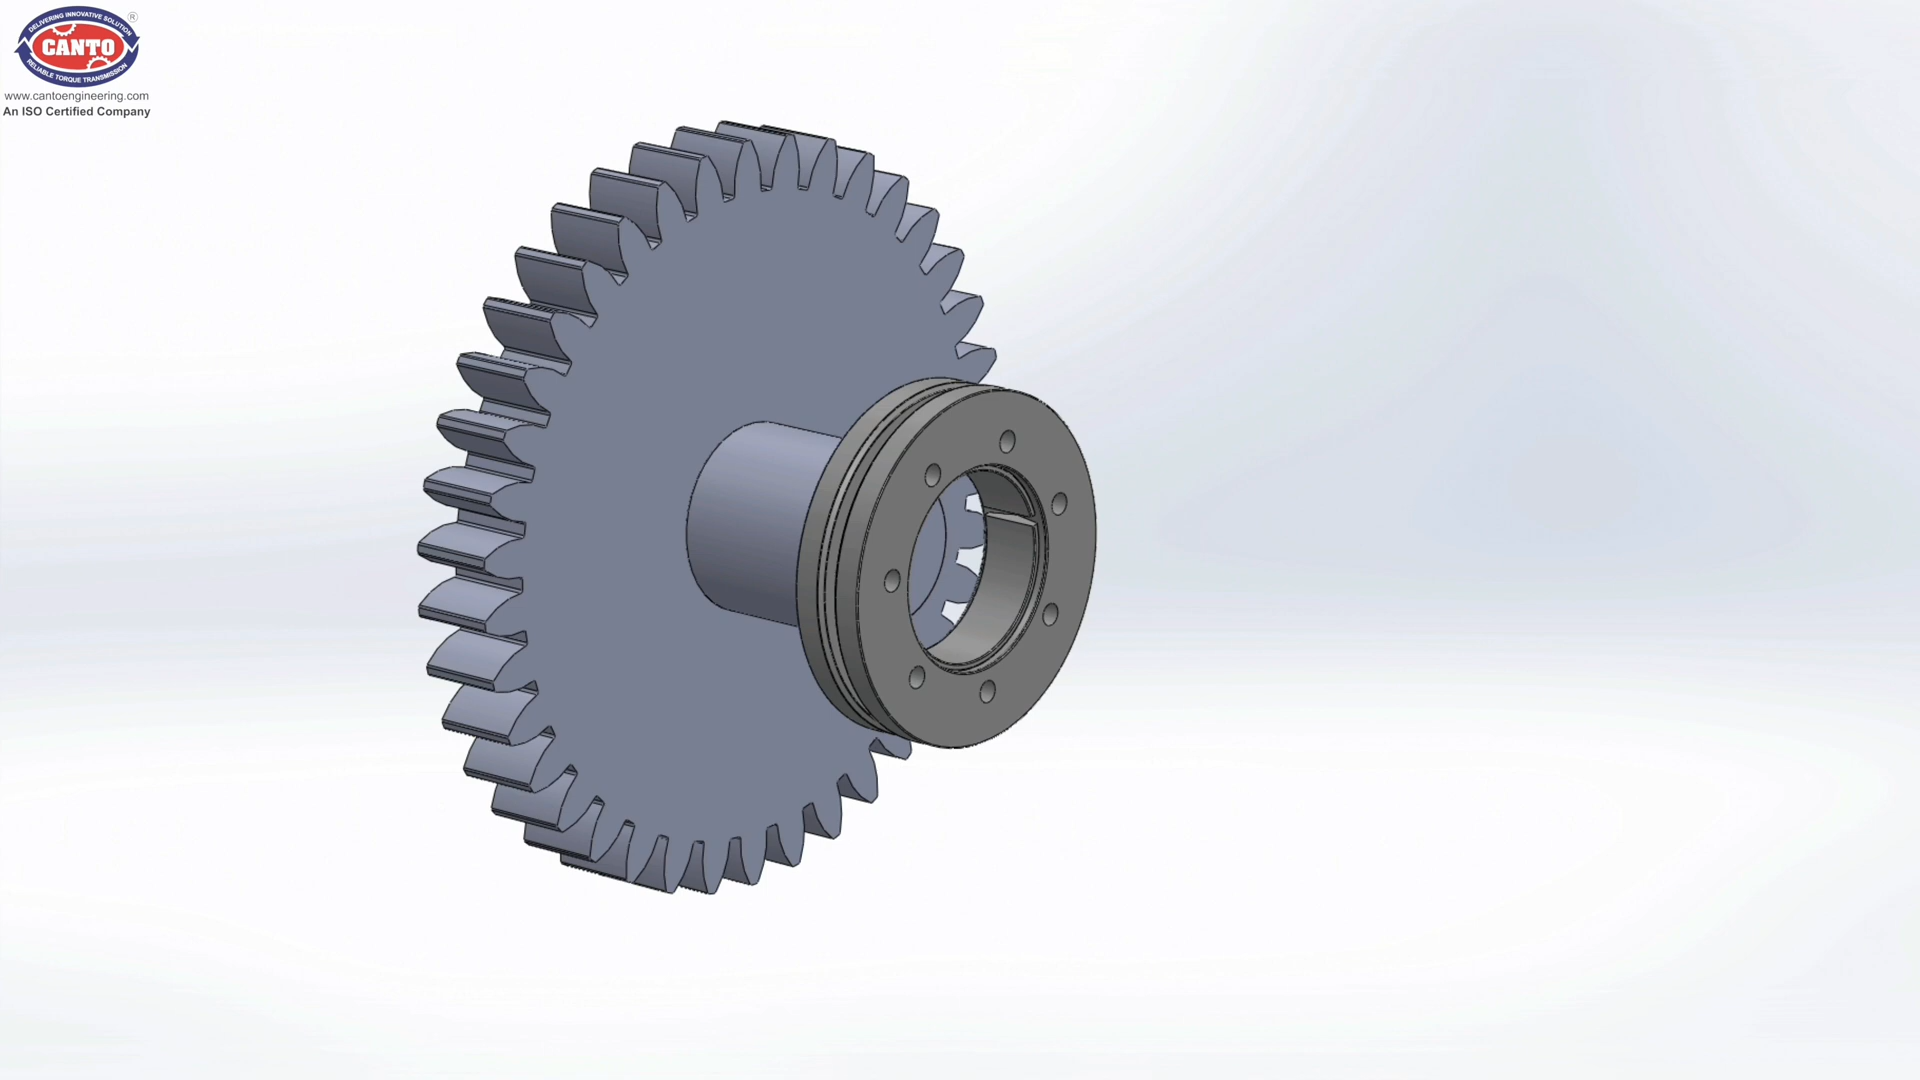 DELIVERING INNOVATIVE SOLUTION
®
CANTO
RELIABLE TORQUE TRANSMISSION
www.cantoengineering.com
An ISO Certified Company